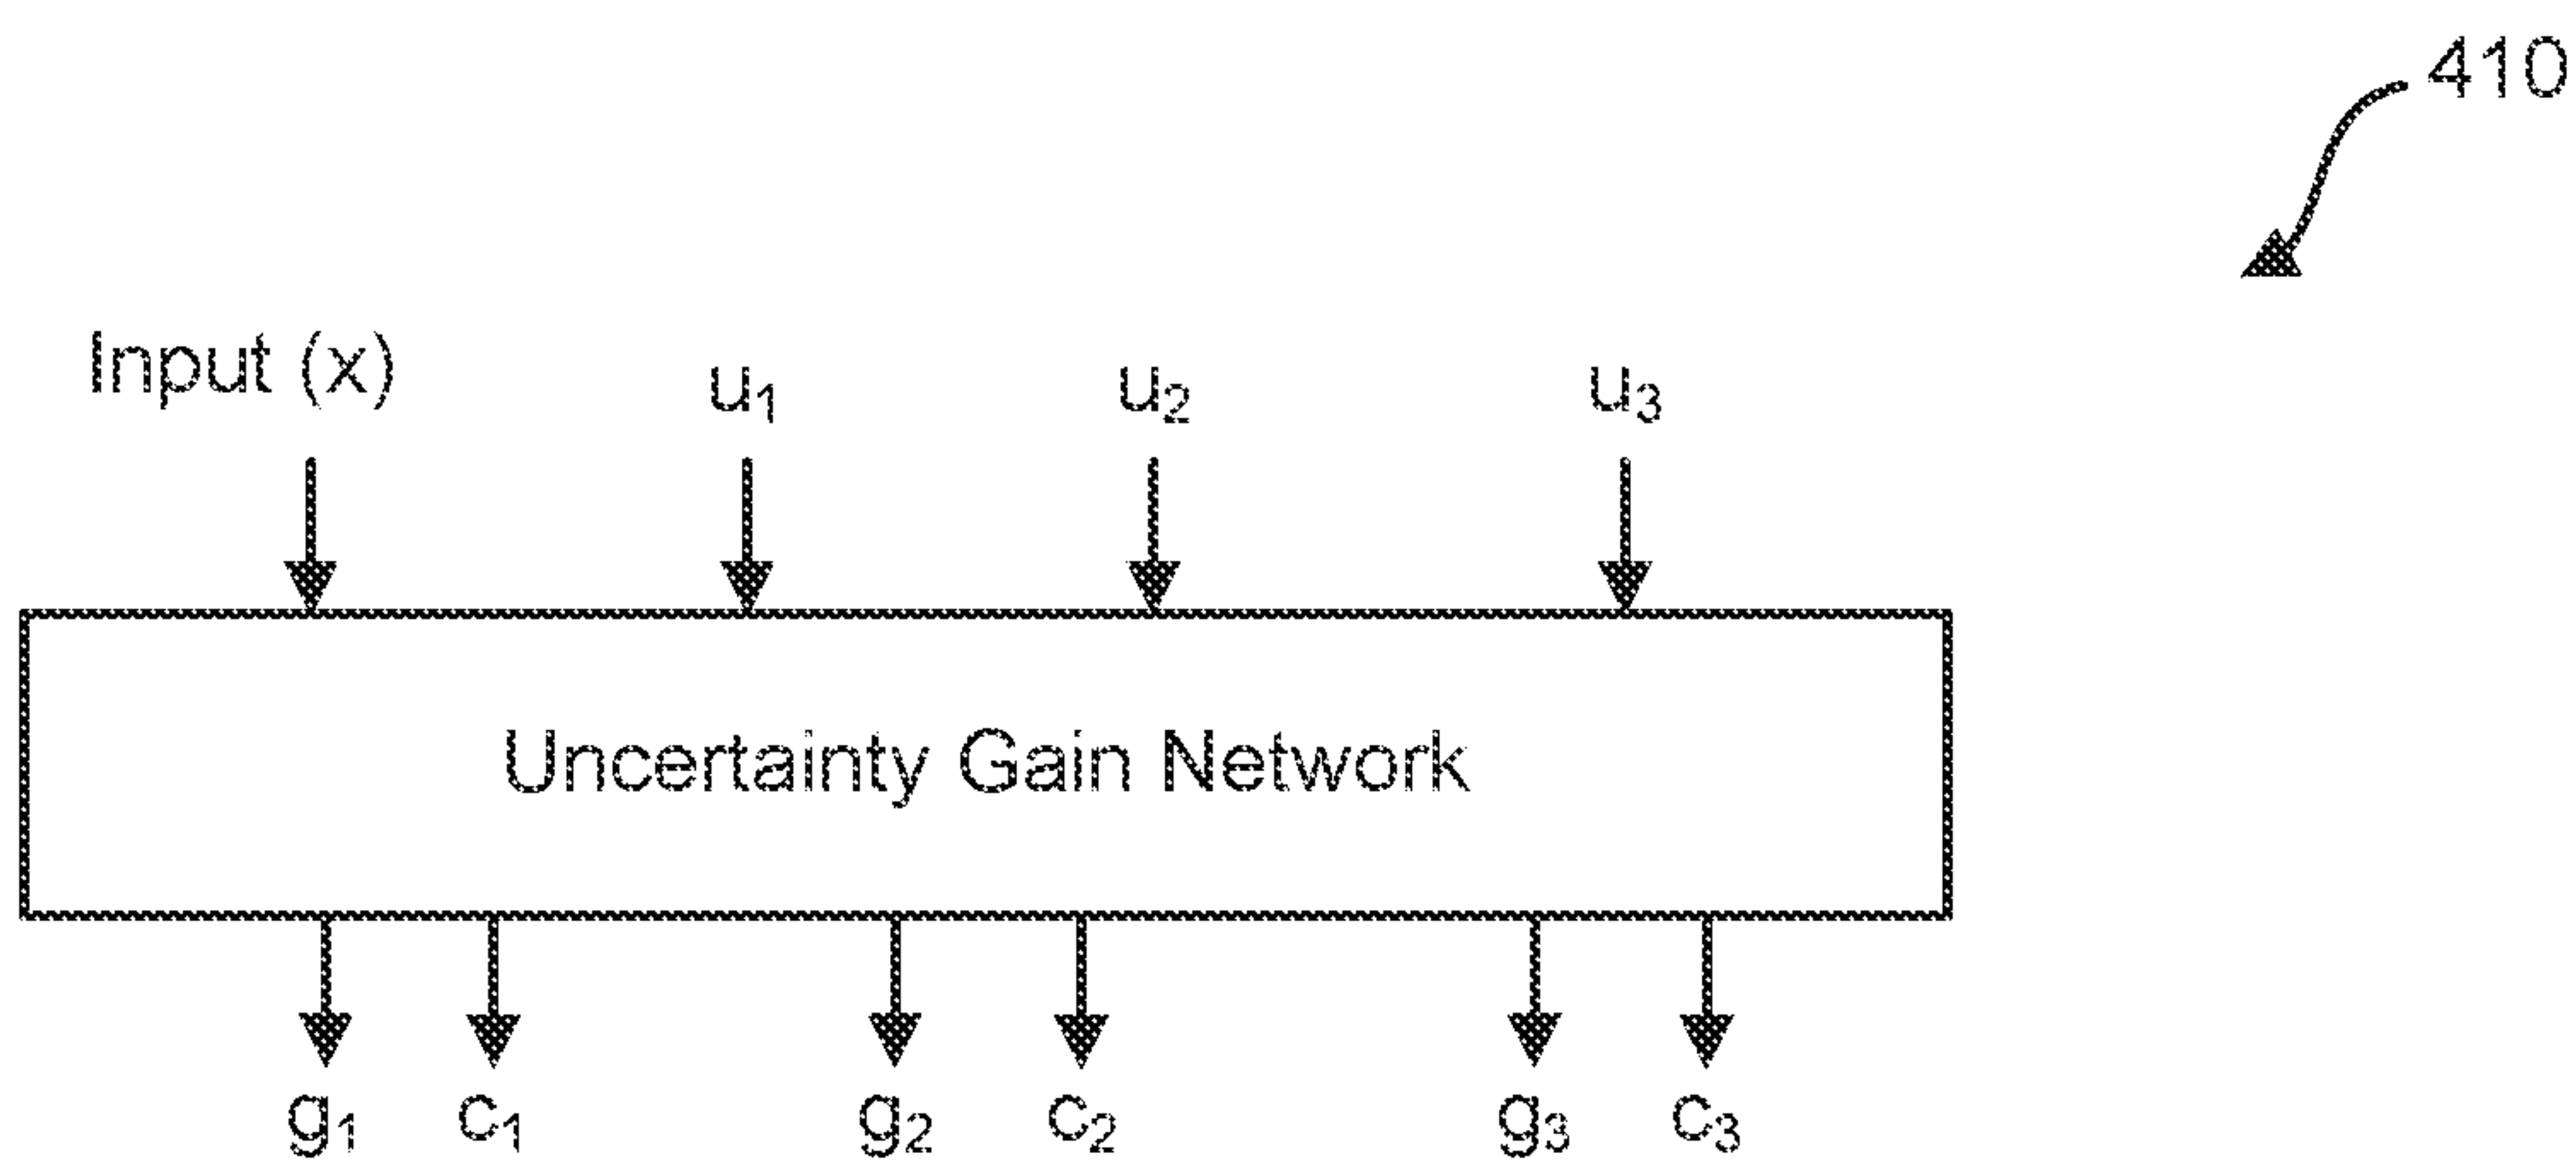 410
Input (x) u₁ u₂ u₃
Uncertainty Gain Network
g₁ c₁ g₂ c₂ g₃ c₃